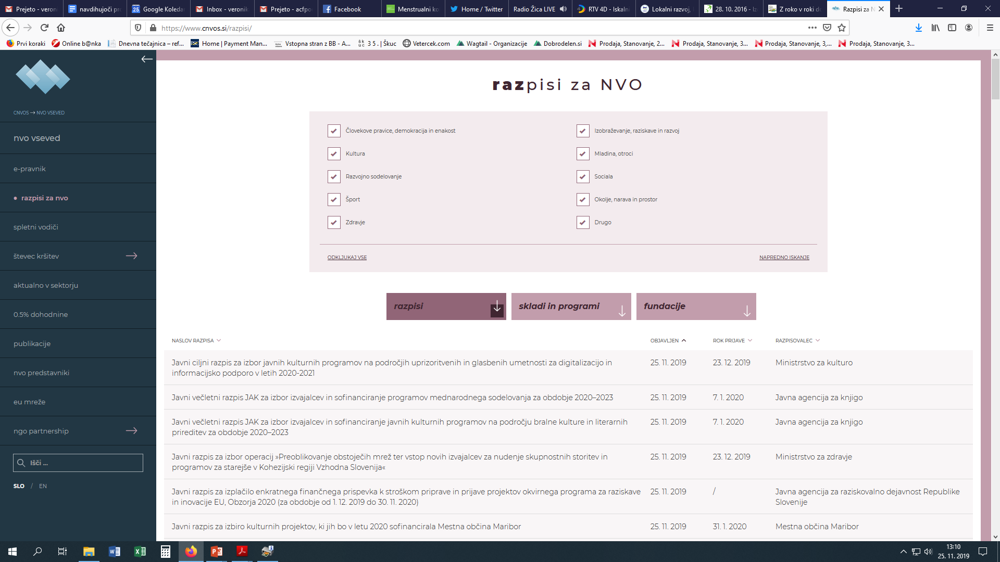 Prejeto - veron
navdihujoči pr
Google Koleda
Inbox - veronik
Prejeto - acfpo
Facebook
Menstrualni ko
Home / Twitter
Radio Žica LIVE
RTV 4D - Iskaln
Lokalni razvoj,
28. 10. 2016 - Iz
Z roko v roki do
Razpisi za N
https://www.cnvos.si/razpisi/
Prvi koraki
Online b@nka
Dnevna tečajnica – ref...
Home | Payment Man...
Vstopna stran z BB - A...
3 5 . | Škuc
Vetercek.com
Wagtail - Organizacije
Dobrodelen.si
Prodaja, Stanovanje, 2...
Prodaja, Stanovanje, 3...
Prodaja, Stanovanje, 3,...
Prodaja, Stanovanje, 3...
CNVOS → NVO VSEVED
nvo vseved
e-pravnik
• razpisi za nvo
spletni vodiči
števec kršitev
aktualno v sektorju
0.5% dohodnine
publikacije
nvo predstavniki
eu mreže
ngo partnership
Išči ...
SLO / EN
razpisi za NVO
Človekove pravice, demokracija in enakost
Izobraževanje, raziskave in razvoj
Kultura
Mladina, otroci
Razvojno sodelovanje
Sociala
Šport
Okolje, narava in prostor
Zdravje
Drugo
ODKLJUKAJ VSE
NAPREDNO ISKANJE
razpisi
skladi in programi
fundacije
NASLOV RAZPISA OBJAVLJEN ROK PRIJAVE RAZPISOVALEC
Javni ciljni razpis za izbor javnih kulturnih programov na področjih uprizoritvenih in glasbenih umetnosti za digitalizacijo in 25. 11. 2019 23. 12. 2019 Ministrstvo za kulturo
informacijsko podporo v letih 2020-2021
Javni večletni razpis JAK za izbor izvajalcev in sofinanciranje programov mednarodnega sodelovanja za obdobje 2020–2023 25. 11. 2019 7. 1. 2020 Javna agencija za knjigo
Javni večletni razpis JAK za izbor izvajalcev in sofinanciranje javnih kulturnih programov na področju bralne kulture in literarnih 25. 11. 2019 7. 1. 2020 Javna agencija za knjigo
prireditev za obdobje 2020–2023
Javni razpis za izbor operacij »Preoblikovanje obstoječih mrež ter vstop novih izvajalcev za nudenje skupnostnih storitev in 25. 11. 2019 23. 12. 2019 Ministrstvo za zdravje
programov za starejše v Kohezijski regiji Vzhodna Slovenija«
Javni razpis za izplačilo enkratnega finančnega prispevka k stroškom priprave in prijave projektov okvirnega programa za raziskave 25. 11. 2019 / Javna agencija za raziskovalno dejavnost Republike
in inovacije EU, Obzorja 2020 (za obdobje od 1. 12. 2019 do 30. 11. 2020) Slovenije
Javni razpis za izbiro kulturnih projektov, ki jih bo v letu 2020 sofinancirala Mestna občina Maribor 25. 11. 2019 31. 1. 2020 Mestna občina Maribor
13:10
25. 11. 2019